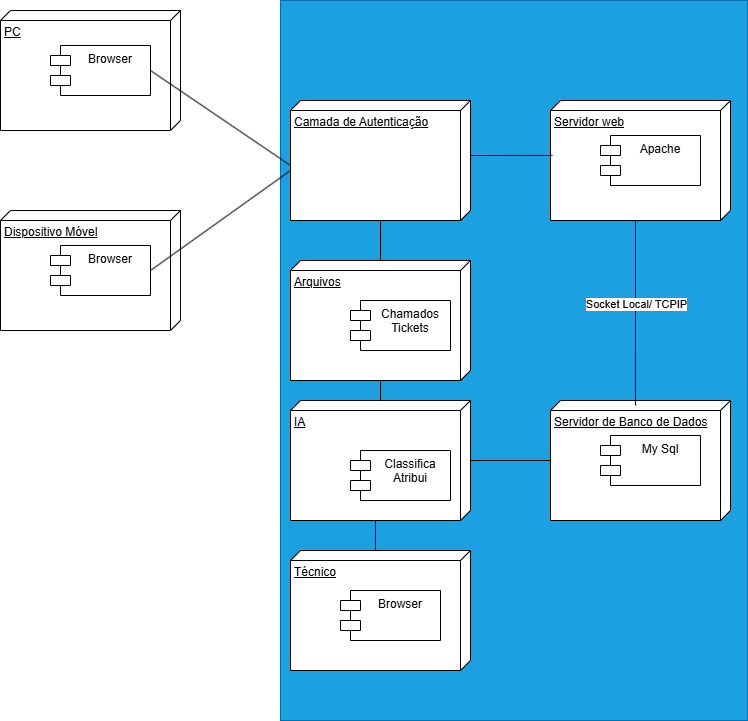 PC
Browser
Dispositivo Móvel
Browser
Camada de Autenticação
Servidor web
Apache
Arquivos
Chamados
Tickets
Socket Local/ TCPIP
IA
Classifica
Atribui
Servidor de Banco de Dados
My Sql
Técnico
Browser